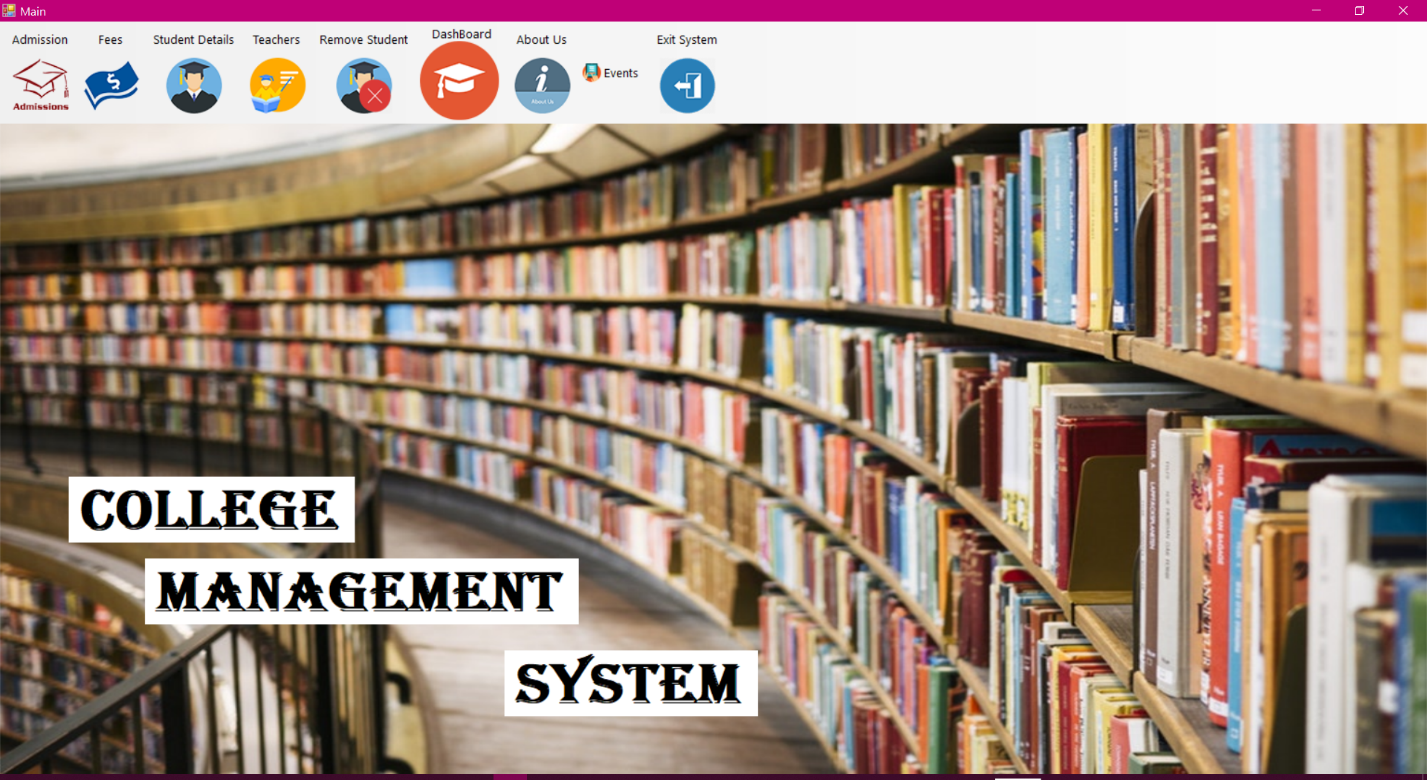 Main
Admission
Fees
Student Details
Teachers
Remove Student
DashBoard
About Us
Events
Exit System
Admissions
$
i
About Us
COLLEGE
MANAGEMENT
SYSTEM